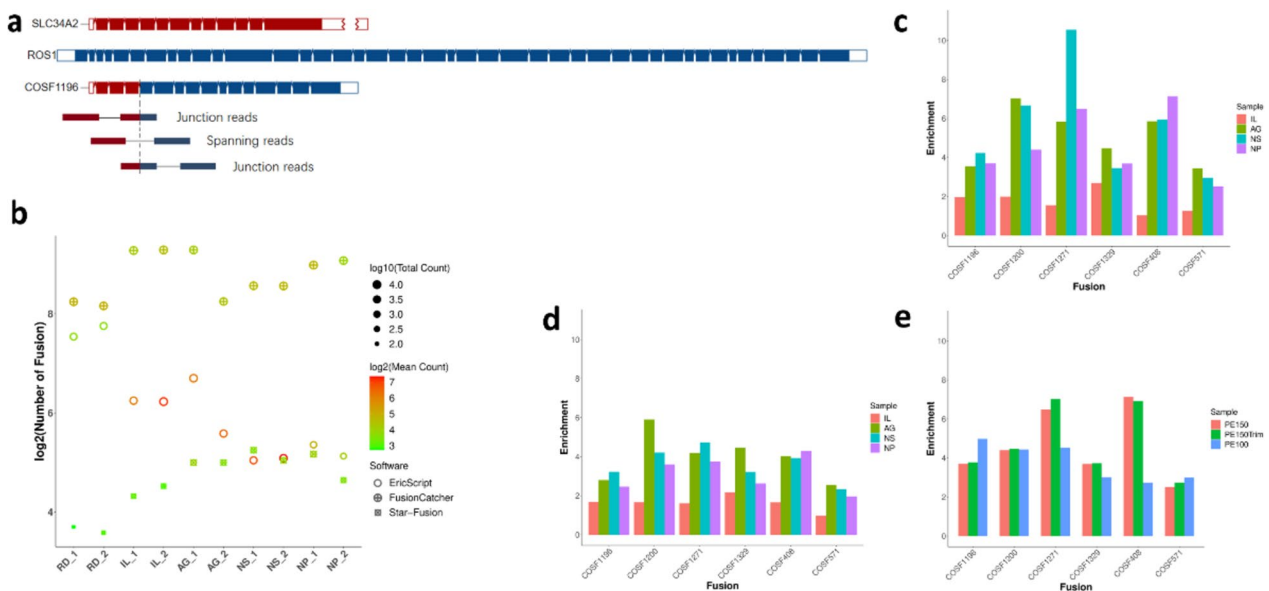 a
SLC34A2
ROS1
COSF1196
Junction reads
Spanning reads
Junction reads
b
log2(Number of Fusion)
8
6
4
RD_1
RD_2
IL_1
IL_2
AG_1
AG_2
NS_1
NS_2
NP_1
NP_2
log10(Total Count)
4.0
3.5
3.0
2.5
2.0
log2(Mean Count)
7
6
5
4
3
Software
EricScript
FusionCatcher
Star-Fusion
c
Enrichment
10
8
6
4
2
0
COSF1196
COSF1200
COSF1271
COSF1329
COSF408
COSF571
Fusion
Sample
IL
AG
NS
NP
d
Enrichment
10
8
6
4
2
0
COSF1196
COSF1200
COSF1271
COSF1329
COSF408
COSF571
Fusion
Sample
IL
AG
NS
NP
e
Enrichment
10
8
6
4
2
0
COSF1196
COSF1200
COSF1271
COSF1329
COSF408
COSF571
Fusion
Sample
PE150
PE150Trim
PE100